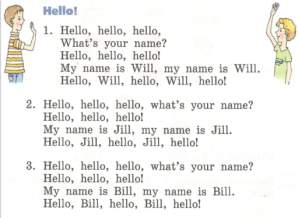 Hello!
1. Hello, hello, hello,
What's your name?
Hello, hello, hello!
My name is Will, my name is Will.
Hello, Will, hello, Will, hello!
2. Hello, hello, hello, what's your name?
Hello, hello, hello!
My name is Jill, my name is Jill.
Hello, Jill, hello, Jill, hello!
3. Hello, hello, hello, what's your name?
Hello, hello, hello!
My name is Bill, my name is Bill.
Hello, Bill, hello, Bill, hello!